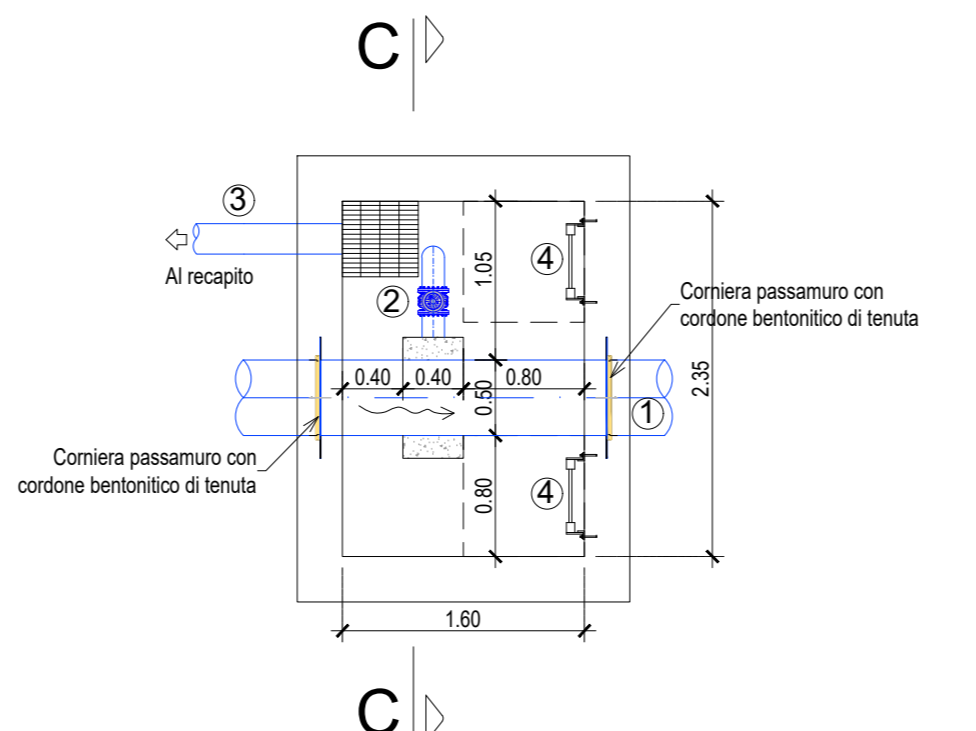 C
3
Al recapito
2
4
1.05
Corniera passamuro con
cordone bentonitico di tenuta
2.35
0.40
0.40
0.80
0.50
1
Corniera passamuro con
cordone bentonitico di tenuta
0.80
4
1.60
C